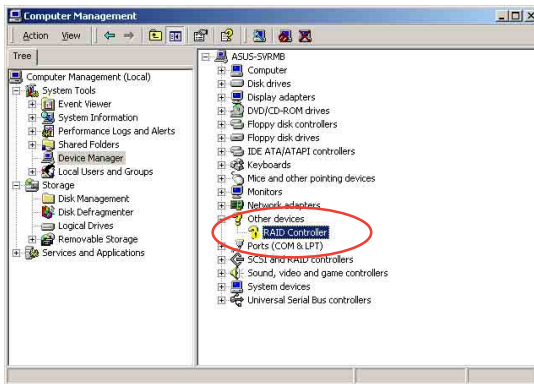 Computer Management
Action View
Tree
Computer Management (Local)
System Tools
Event Viewer
System Information
Performance Logs and Alerts
Shared Folders
Device Manager
Local Users and Groups
Storage
Disk Management
Disk Defragmenter
Logical Drives
Removable Storage
Services and Applications
ASUS-SVRMB
Computer
Disk drives
Display adapters
DVD/CD-ROM drives
Floppy disk controllers
Floppy disk drives
IDE ATA/ATAPI controllers
Keyboards
Mice and other pointing devices
Monitors
Network adapters
Other devices
RAID Controller
Ports (COM & LPT)
SCSI and RAID controllers
Sound, video and game controllers
System devices
Universal Serial Bus controllers